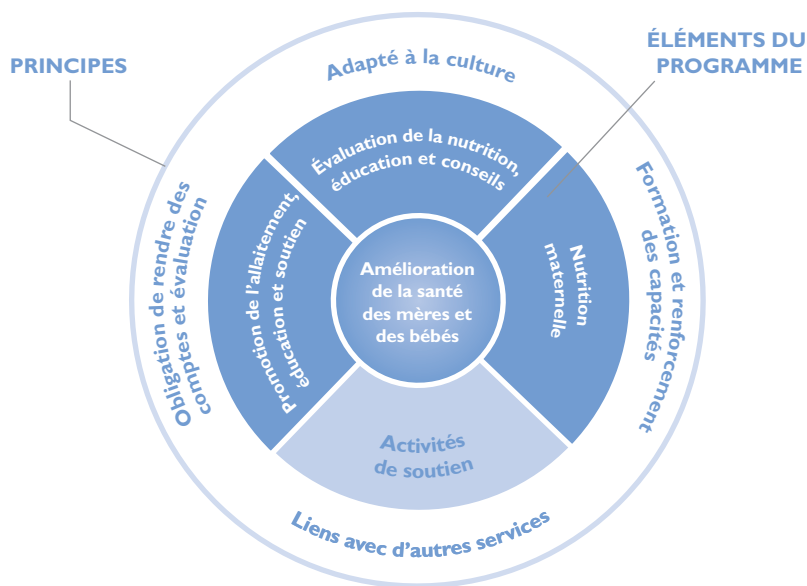 PRINCIPES
ÉLÉMENTS DU
PROGRAMME
Adapté à la culture
Évaluation de la nutrition,
éducation et conseils
Formation et renforcement
des capacités
Nutrition
maternelle
Obligation de rendre des
comptes et évaluation
Promotion de l'allaitement,
éducation et soutien
Amélioration
de la santé
des mères et
des bébés
Activités
de soutien
Liens avec d'autres services